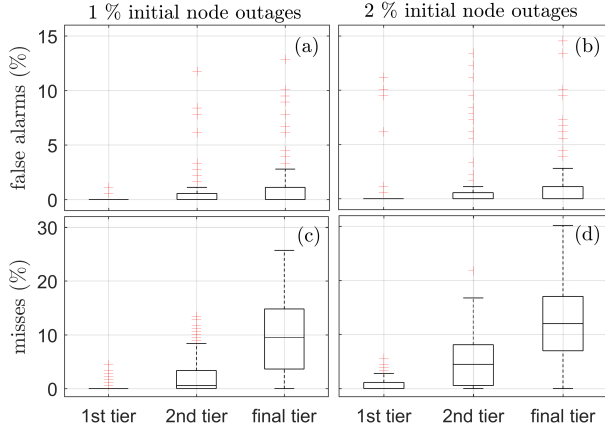 1 % initial node outages
2 % initial node outages
false alarms (%)
15
10
5
0
(a)
(b)
misses (%)
30
20
10
0
(c)
(d)
1st tier
2nd tier
final tier
1st tier
2nd tier
final tier